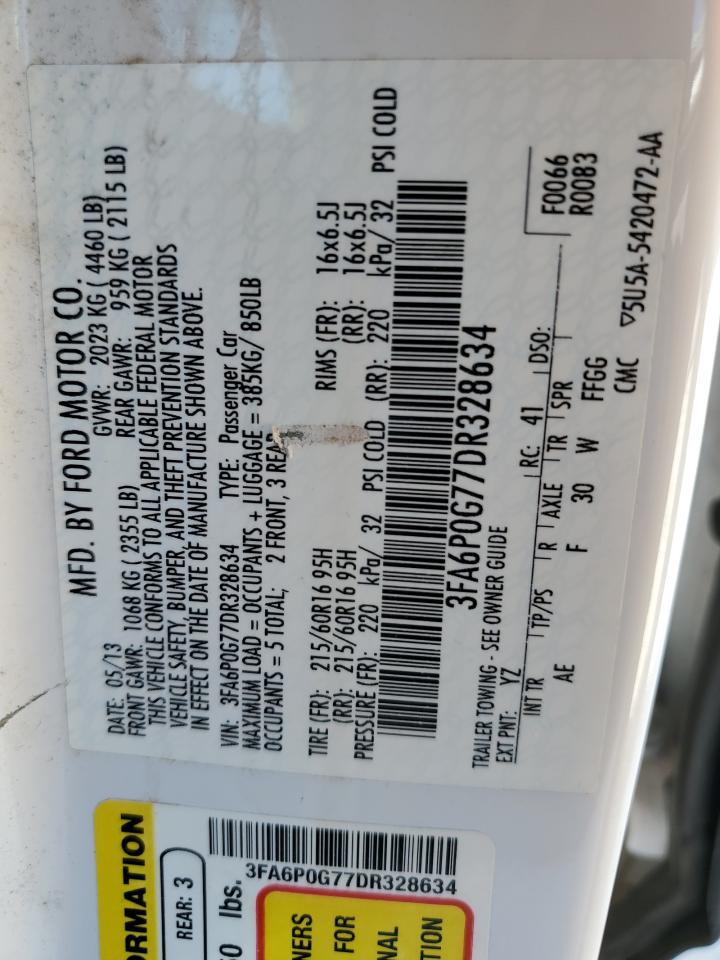 MFD. BY FORD MOTOR CO.
DATE: 05/13 GVWR: 2023 KG ( 4460 LB)
FRONT GAWR: 1068 KG ( 2355 LB) REAR GAWR: 959 KG ( 2115 LB)
THIS VEHICLE CONFORMS TO ALL APPLICABLE FEDERAL MOTOR
VEHICLE SAFETY, BUMPER, AND THEFT PREVENTION STANDARDS
IN EFFECT ON THE DATE OF MANUFACTURE SHOWN ABOVE.
VIN: 3FA6P0G77DR328634 TYPE: Passenger Car
MAXIMUM LOAD = OCCUPANTS + LUGGAGE = 385KG/ 850LB
OCCUPANTS = 5 TOTAL; 2 FRONT, 3 REAR
TIRE (FR): 215/60R16 95H RIMS (FR): 16x6.5J
(RR): 215/60R16 95H (RR): 16x6.5J
PRESSURE (FR): 220 kPa/ 32 PSI COLD (RR): 220 kPa/ 32 PSI COLD
3FA6P0G77DR328634
TRAILER TOWING - SEE OWNER GUIDE
EXT PNT: YZ RC: 41 DSO: F0066
R0083
INT TR TP/PS R AXLE TR SPR
AE F 30 W FFGG
CMC ▽5U5A-5420472-AA
ORMATION
REAR: 3
lbs.
3FA6P0G77DR328634
NERS
FOR
NAL
TION